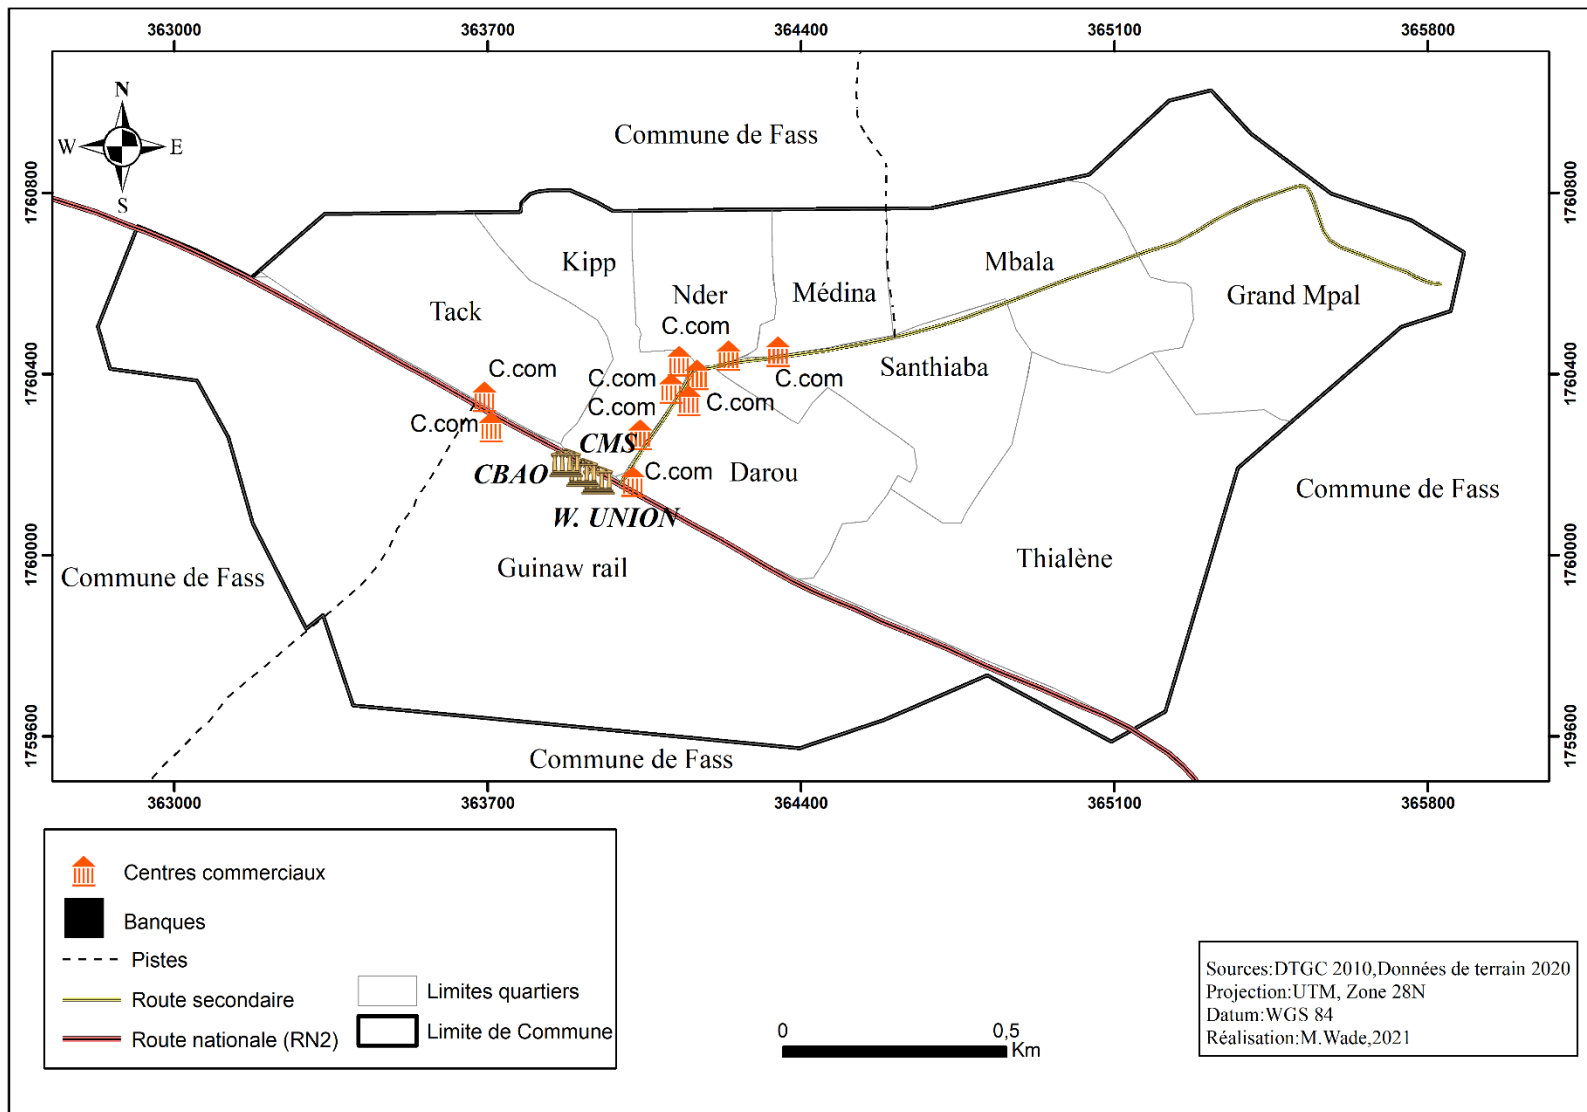 363000
363700
364400
365100
365800
N
W
E
S
Commune de Fass
1760800
1760800
Kipp
Mbala
Nder
Médina
Grand Mpal
Tack
C.com
Santhiaba
1760400
1760400
C.com
C.com
C.com
C.com
C.com
C.com
CMS
CBAO
C.com
Darou
Commune de Fass
W. UNION
1760000
1760000
Thialène
Guinaw rail
Commune de Fass
1759600
1759600
Commune de Fass
363000
363700
364400
365100
365800
Centres commerciaux
Banques
Pistes
Route secondaire
Route nationale (RN2)
Limites quartiers
Limite de Commune
0
0,5
Km
Sources:DTGC 2010,Données de terrain 2020
Projection:UTM, Zone 28N
Datum:WGS 84
Réalisation:M.Wade,2021